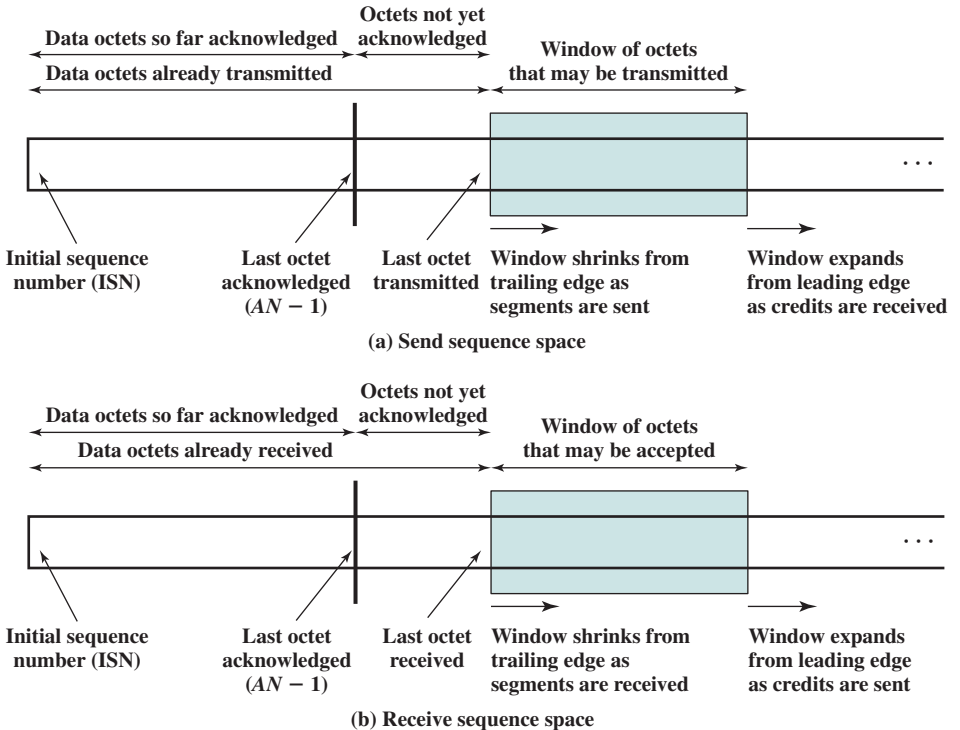 Octets not yet
acknowledged
Data octets so far acknowledged
Window of octets
that may be transmitted
Data octets already transmitted
. . .
Initial sequence
number (ISN)
Last octet
acknowledged
(AN − 1)
Last octet
transmitted
Window shrinks from
trailing edge as
segments are sent
Window expands
from leading edge
as credits are received
(a) Send sequence space
Octets not yet
acknowledged
Data octets so far acknowledged
Window of octets
that may be accepted
Data octets already received
. . .
Initial sequence
number (ISN)
Last octet
acknowledged
(AN − 1)
Last octet
received
Window shrinks from
trailing edge as
segments are received
Window expands
from leading edge
as credits are sent
(b) Receive sequence space